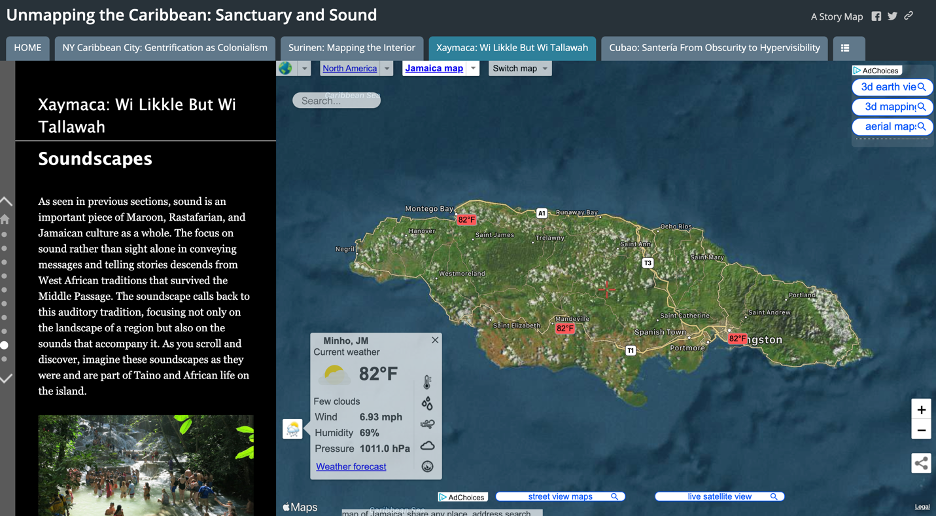 Unmapping the Caribbean: Sanctuary and Sound
A Story Map
HOME
NY Caribbean City: Gentrification as Colonialism
Surinen: Mapping the Interior
Xaymaca: Wi Likkle But Wi Tallawah
Cubao: Santería From Obscurity to Hypervisibility
Xaymaca: Wi Likkle But Wi
Tallawah
Soundscapes
As seen in previous sections, sound is an
important piece of Maroon, Rastafarian, and
Jamaican culture as a whole. The focus on
sound rather than sight alone in conveying
messages and telling stories descends from
West African traditions that survived the
Middle Passage. The soundscape calls back to
this auditory tradition, focusing not only on
the landscape of a region but also on the
sounds that accompany it. As you scroll and
discover, imagine these soundscapes as they
were and are part of Taino and African life on
the island.
North America
Jamaica map
Switch map
Caribbean Sea
Search...
AdChoices
3d earth vie
3d mapping
aerial maps
Montego Bay
82°F
A1
Runaway Bay
Ocho Rios
Hanover
Saint James
Trelawny
Saint Ann
Negril
Saint Mary
T3
Westmoreland
Portland
Saint Elizabeth
Mandeville
82°F
Saint Catherine
Saint Andrew
Spanish Town
82°F
ngston
Portmore
T1
Minho, JM
Current weather
82°F
Few clouds
Wind 6.93 mph
Humidity 69%
Pressure 1011.0 hPa
Weather forecast
+
−
AdChoices
street view maps
live satellite view
Maps
Caribbean Sea
map of Jamaica: share any place, address search
Legal